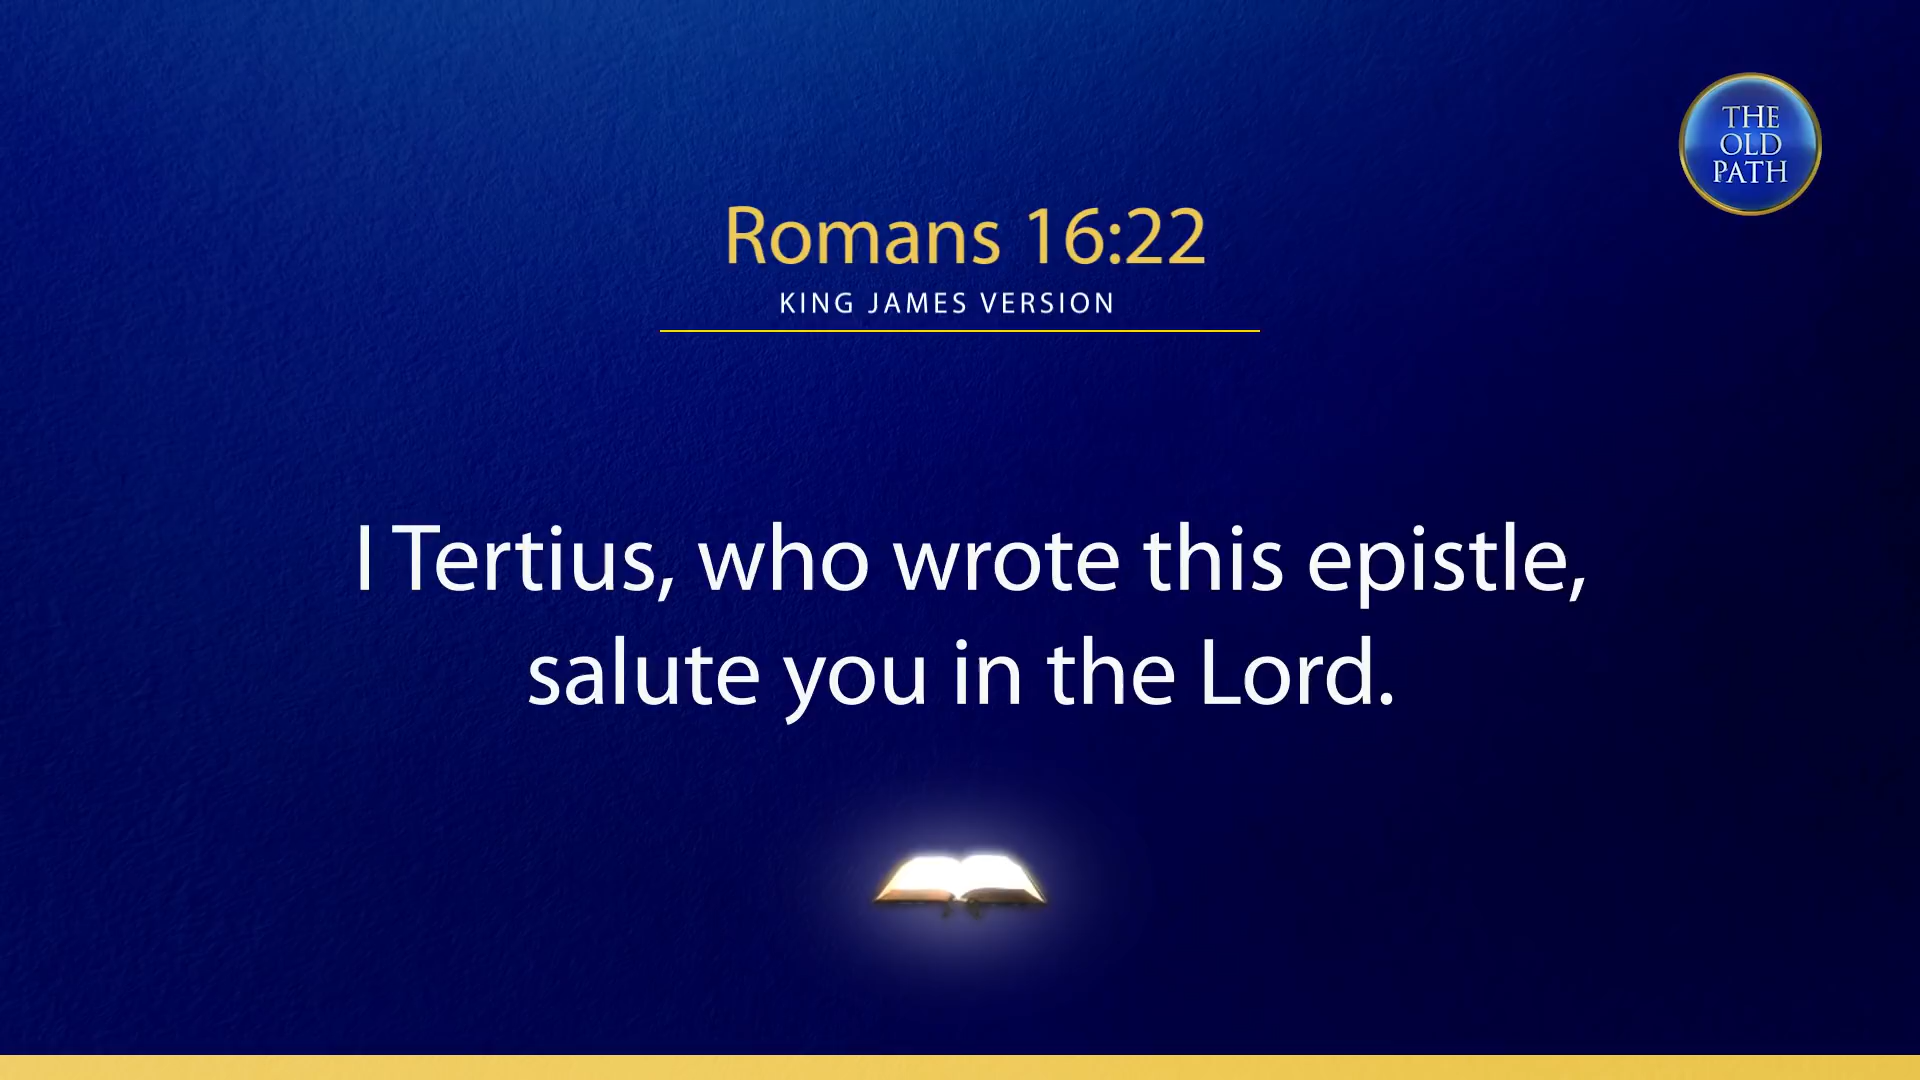 THE
OLD
PATH
Romans 16:22
KING JAMES VERSION
I Tertius, who wrote this epistle,
salute you in the Lord.